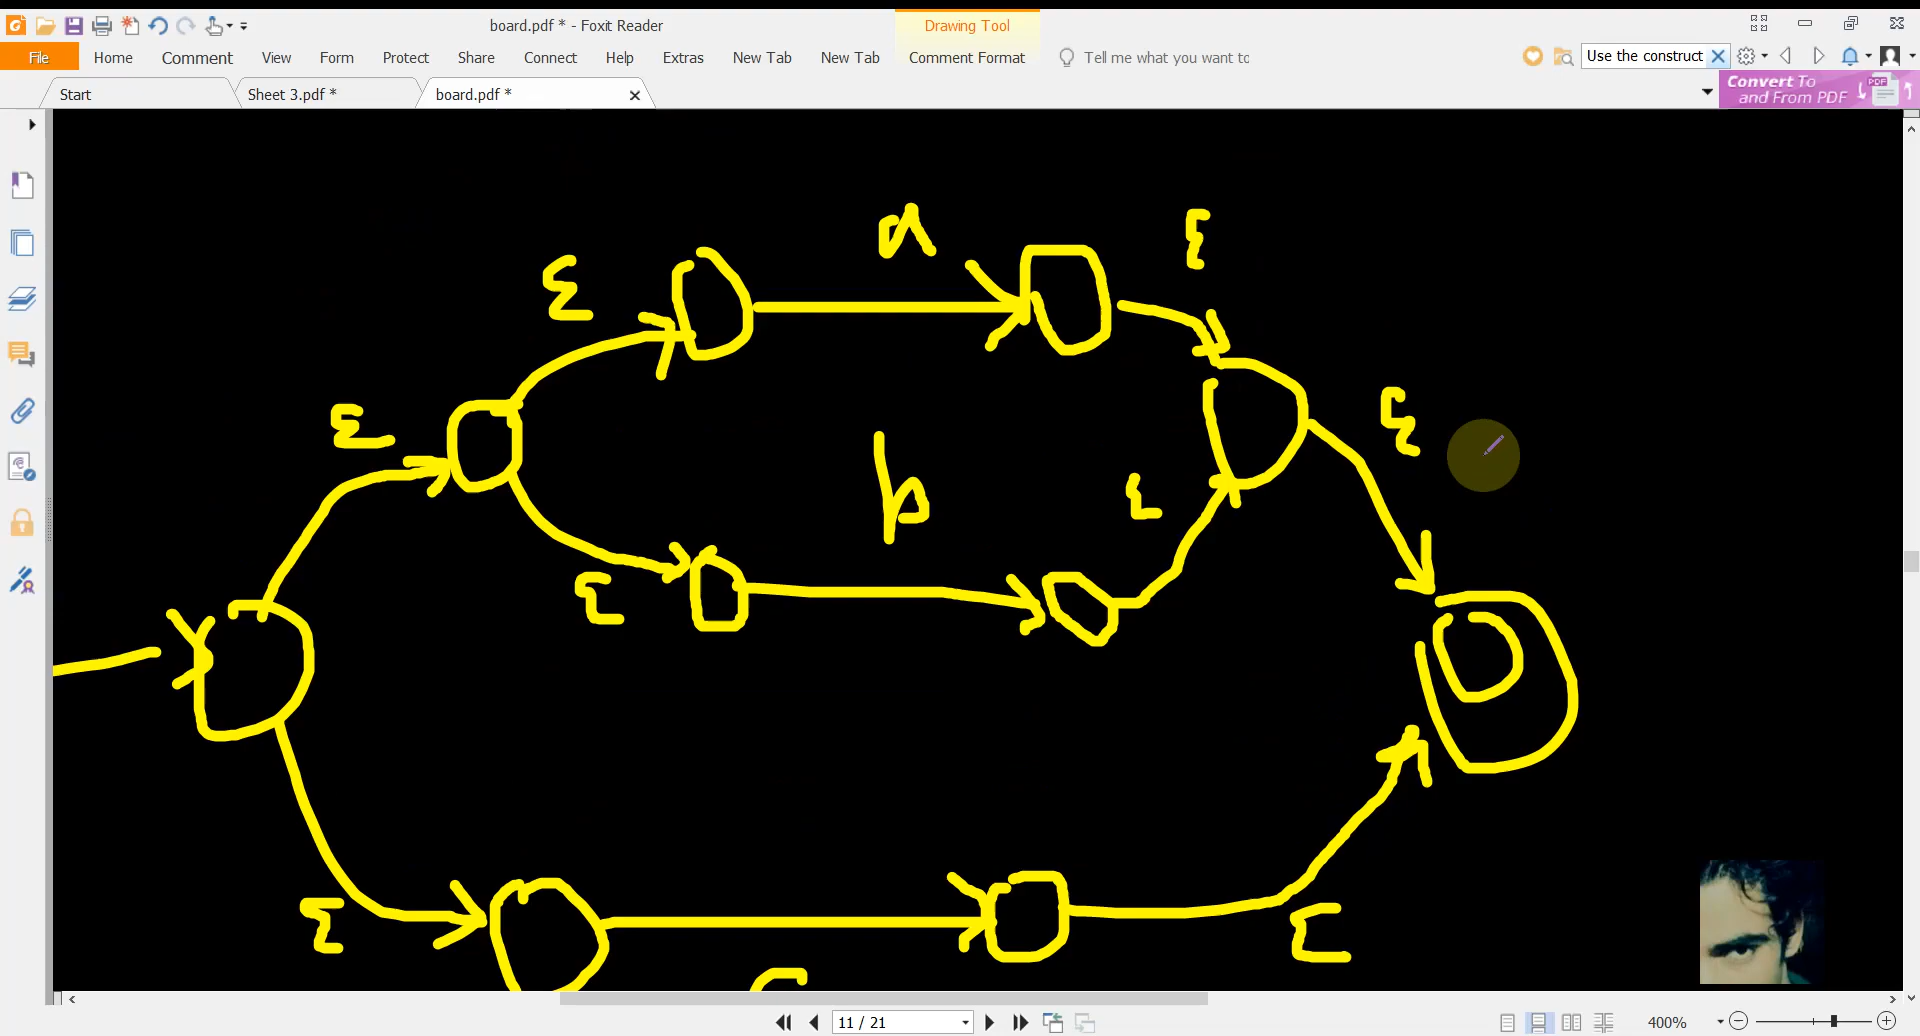 board.pdf * - Foxit Reader
Drawing Tool
File Home Comment View Form Protect Share Connect Help Extras New Tab New Tab Comment Format Tell me what you want to
Use the construct
Start Sheet 3.pdf * board.pdf *
Convert To
and From PDF
PDF
a
ε
ε
ε
ε
b
ε
ε
ε
ε
11 / 21
400%